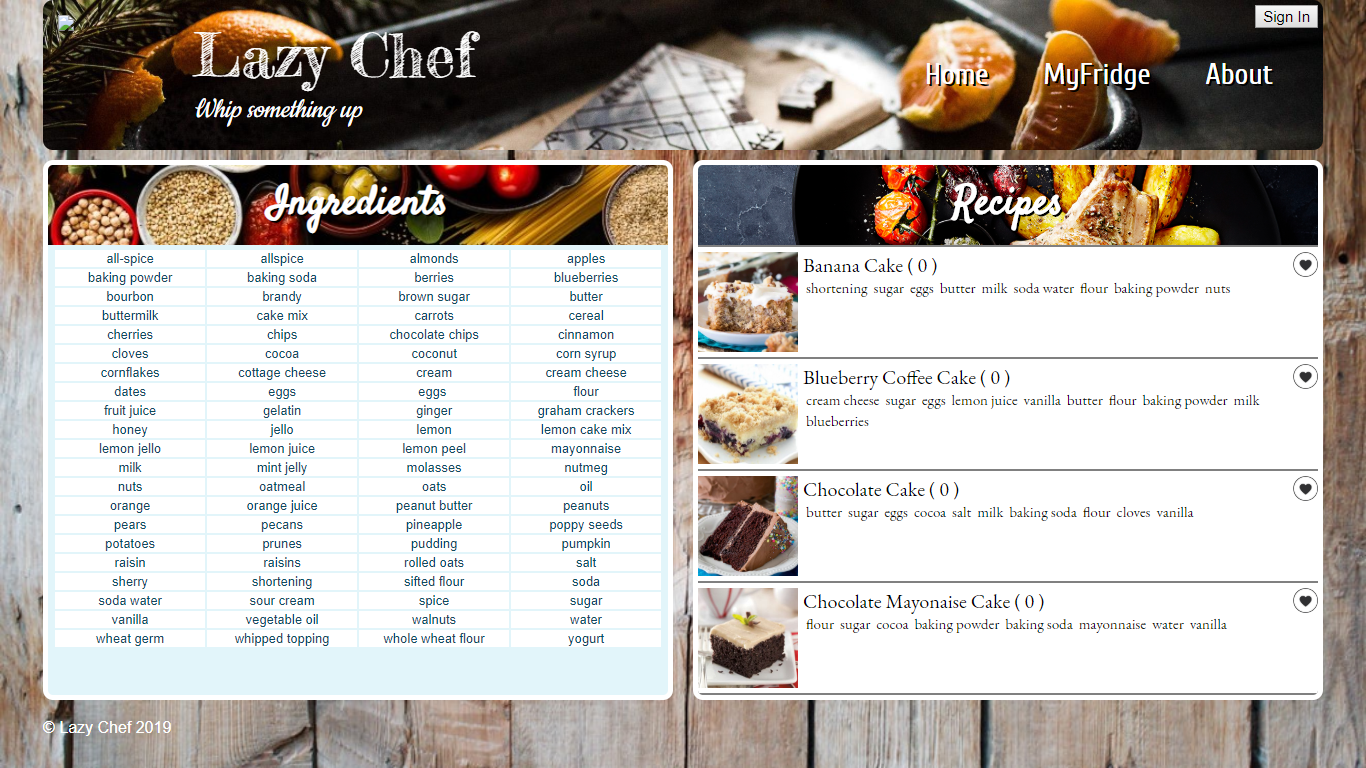 Sign In
Lazy Chef
Whip something up
Home MyFridge About
Ingredients
all-spice allspice almonds apples
baking powder baking soda berries blueberries
bourbon brandy brown sugar butter
buttermilk cake mix carrots cereal
cherries chips chocolate chips cinnamon
cloves cocoa coconut corn syrup
cornflakes cottage cheese cream cream cheese
dates eggs eggs flour
fruit juice gelatin ginger graham crackers
honey jello lemon lemon cake mix
lemon jello lemon juice lemon peel mayonnaise
milk mint jelly molasses nutmeg
nuts oatmeal oats oil
orange orange juice peanut butter peanuts
pears pecans pineapple poppy seeds
potatoes prunes pudding pumpkin
raisin raisins rolled oats salt
sherry shortening sifted flour soda
soda water sour cream spice sugar
vanilla vegetable oil walnuts water
wheat germ whipped topping whole wheat flour yogurt
Recipes
Banana Cake ( 0 )
shortening sugar eggs butter milk soda water flour baking powder nuts
Blueberry Coffee Cake ( 0 )
cream cheese sugar eggs lemon juice vanilla butter flour baking powder milk
blueberries
Chocolate Cake ( 0 )
butter sugar eggs cocoa salt milk baking soda flour cloves vanilla
Chocolate Mayonaise Cake ( 0 )
flour sugar cocoa baking powder baking soda mayonnaise water vanilla
© Lazy Chef 2019